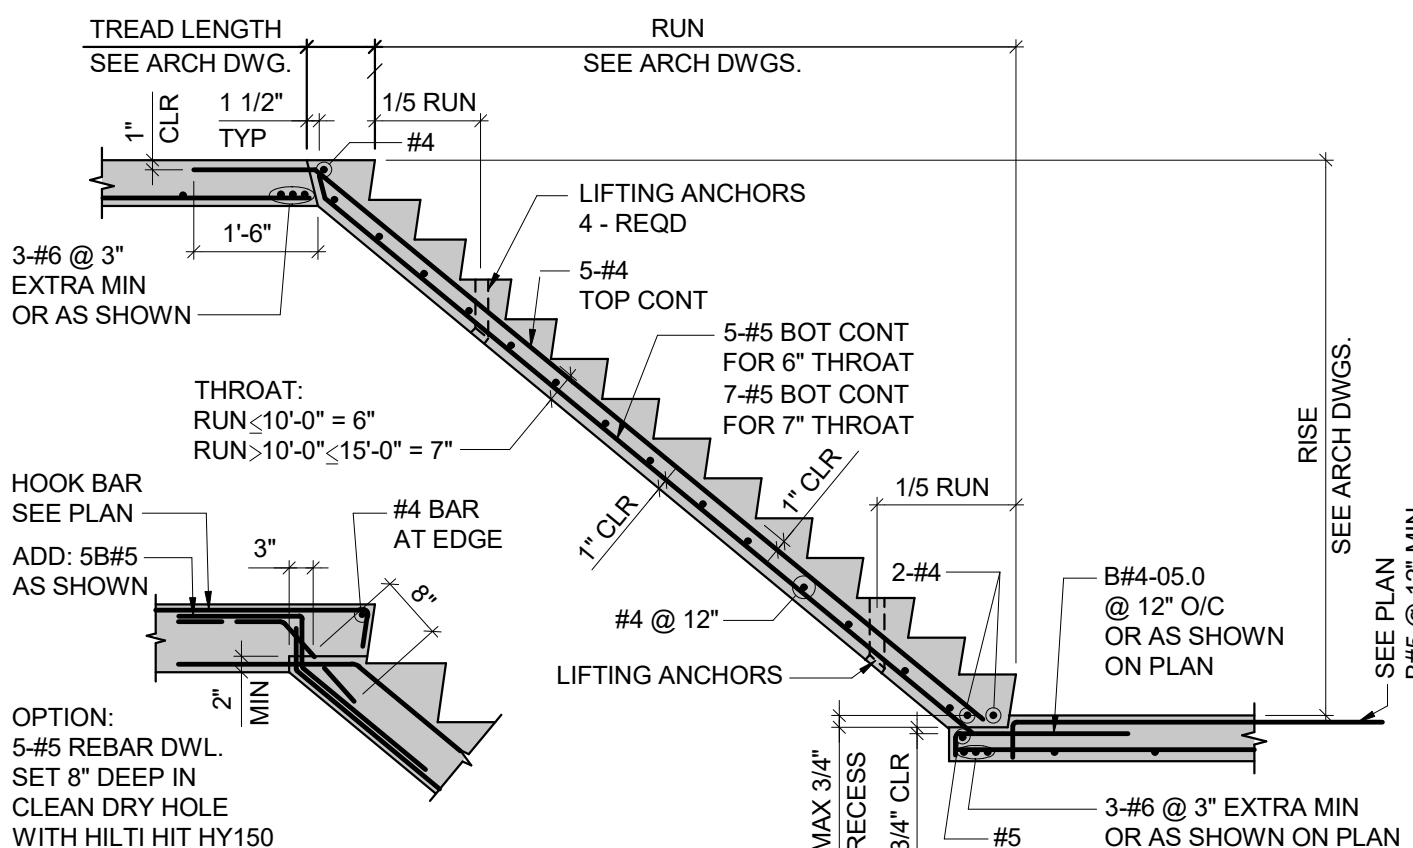 TREAD LENGTH
SEE ARCH DWG.
RUN
SEE ARCH DWGS.
1"
CLR
1 1/2"
TYP
1/5 RUN
#4
LIFTING ANCHORS
4 - REQD
1'-6"
3-#6 @ 3"
EXTRA MIN
OR AS SHOWN
5-#4
TOP CONT
5-#5 BOT CONT
FOR 6" THROAT
7-#5 BOT CONT
FOR 7" THROAT
THROAT:
RUN≤10'-0" = 6"
RUN>10'-0"≤15'-0" = 7"
RISE
SEE ARCH DWGS.
HOOK BAR
SEE PLAN
ADD: 5B#5
AS SHOWN
3"
#4 BAR
AT EDGE
8"
1" CLR
1" CLR
1/5 RUN
2-#4
#4 @ 12"
LIFTING ANCHORS
B#4-05.0
@ 12" O/C
OR AS SHOWN
ON PLAN
SEE PLAN
B#5 @ 12" MIN
2"
MIN
OPTION:
5-#5 REBAR DWL.
SET 8" DEEP IN
CLEAN DRY HOLE
WITH HILTI HIT HY150
MAX 3/4"
RECESS
3/4" CLR
#5
3-#6 @ 3" EXTRA MIN
OR AS SHOWN ON PLAN